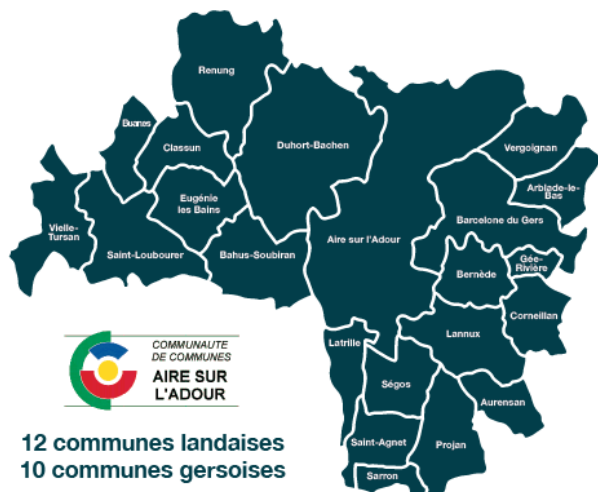 Renung
Buanes
Classun
Duhort-Bachen
Vergoignan
Arblade-le-
Bas
Eugénie
les Bains
Barcelone du Gers
Vielle-
Tursan
Saint-Loubourer
Bahus-Soubiran
Aire sur l'Adour
Gée-
Rivière
Bernède
Corneillan
Latrille
Lannux
Ségos
Aurensan
Saint-Agnet
Projan
Sarron
COMMUNAUTE
DE COMMUNES
AIRE SUR
L'ADOUR
12 communes landaises
10 communes gersoises